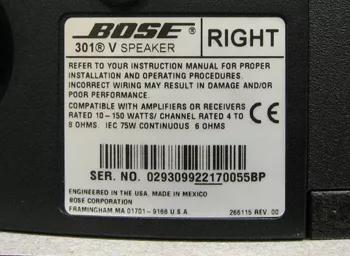 BOSE® RIGHT
301® V SPEAKER
REFER TO YOUR INSTRUCTION MANUAL FOR PROPER
INSTALLATION AND OPERATING PROCEDURES.
INCORRECT WIRING MAY RESULT IN DAMAGE AND/OR
POOR PERFORMANCE.
COMPATIBLE WITH AMPLIFIERS OR RECEIVERS
RATED 10-150 WATTS/ CHANNEL RATED 4 TO
8 OHMS. IEC 75W CONTINUOUS 6 OHMS
CE
SER. NO. 029309922170055BP
ENGINEERED IN THE U.S.A. MADE IN MEXICO
BOSE CORPORATION
FRAMINGHAM MA 01701-9168 U.S.A. 266115 REV. 00